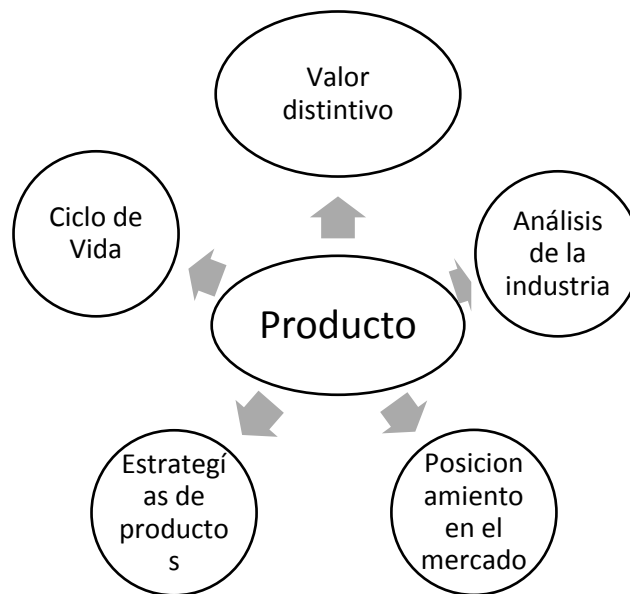 Valor
distintivo
Ciclo de
Vida
Análisis
de la
industria
Producto
Estrategí
as de
producto
s
Posicion
amiento
en el
mercado